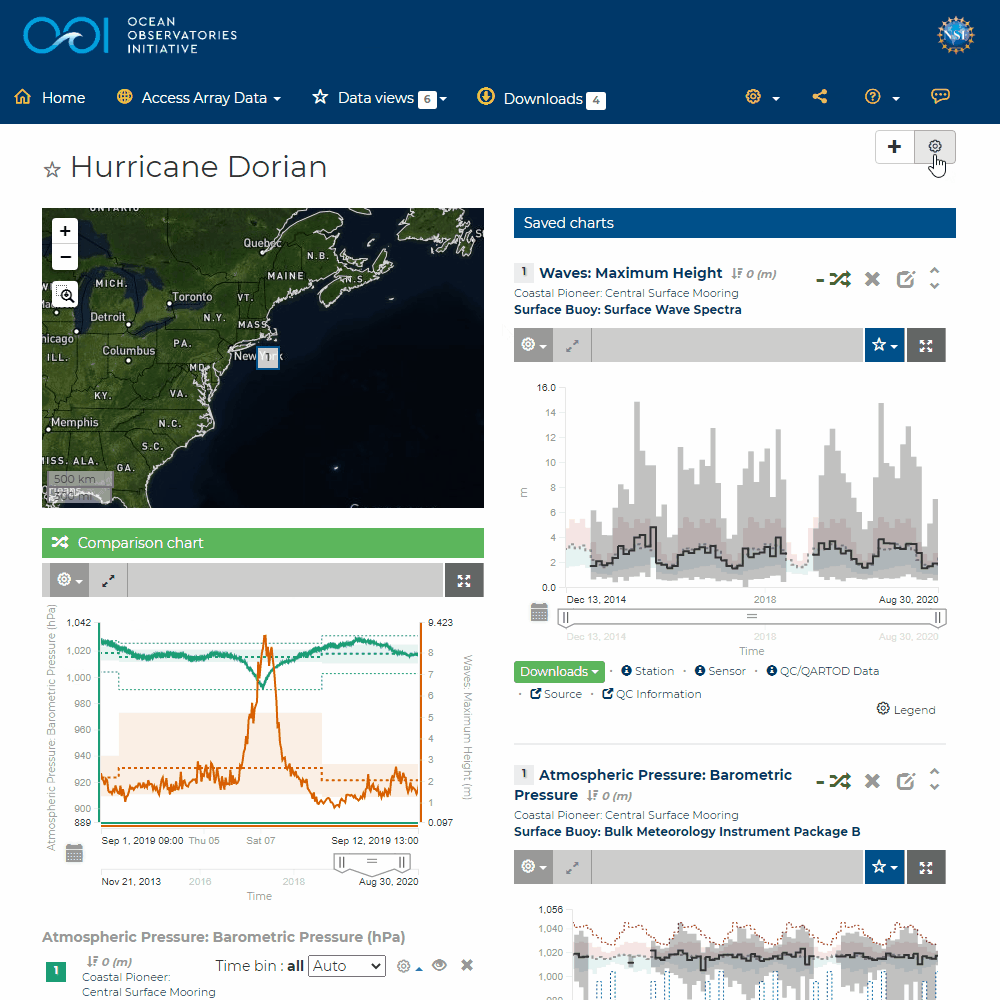 OCEAN
OBSERVATORIES
INITIATIVE
NSF
Home
Access Array Data
Data views 6
Downloads 4
Hurricane Dorian
ONTARIO
Quebec
N.B.
MAINE
N.S.
MICH.
Toronto
VT.
Detroit
N.Y.
MASS.
hicago
Columbus
PA.
New York
1
ILL.
MD.
KY.
VA.
Memphis
N.C.
S.C.
MISS. ALA.
GA.
500 km
300 mi
Comparison chart
Atmospheric Pressure: Barometric Pressure (hPa)
1,042
1,020
1,000
980
960
940
920
900
889
9.423
8
7
6
5
4
3
2
1
0.097
Waves: Maximum Height (m)
Sep 1, 2019 09:00 Thu 05 Sat 07 Sep 12, 2019 13:00
Nov 21, 2013 2016 2018 Aug 30, 2020
Time
Atmospheric Pressure: Barometric Pressure (hPa)
1
0 (m)
Coastal Pioneer:
Central Surface Mooring
Time bin : all Auto
Saved charts
1 Waves: Maximum Height 0 (m)
Coastal Pioneer: Central Surface Mooring
Surface Buoy: Surface Wave Spectra
16.0
14
12
10
8
6
4
2
0.0
m
Dec 13, 2014 2018 Aug 30, 2020
Dec 13, 2014 2018 Aug 30, 2020
Time
Downloads · Station · Sensor · QC/QARTOD Data
· Source · QC Information
Legend
1 Atmospheric Pressure: Barometric
Pressure 0 (m)
Coastal Pioneer: Central Surface Mooring
Surface Buoy: Bulk Meteorology Instrument Package B
1,056
1,040
1,020
1,000